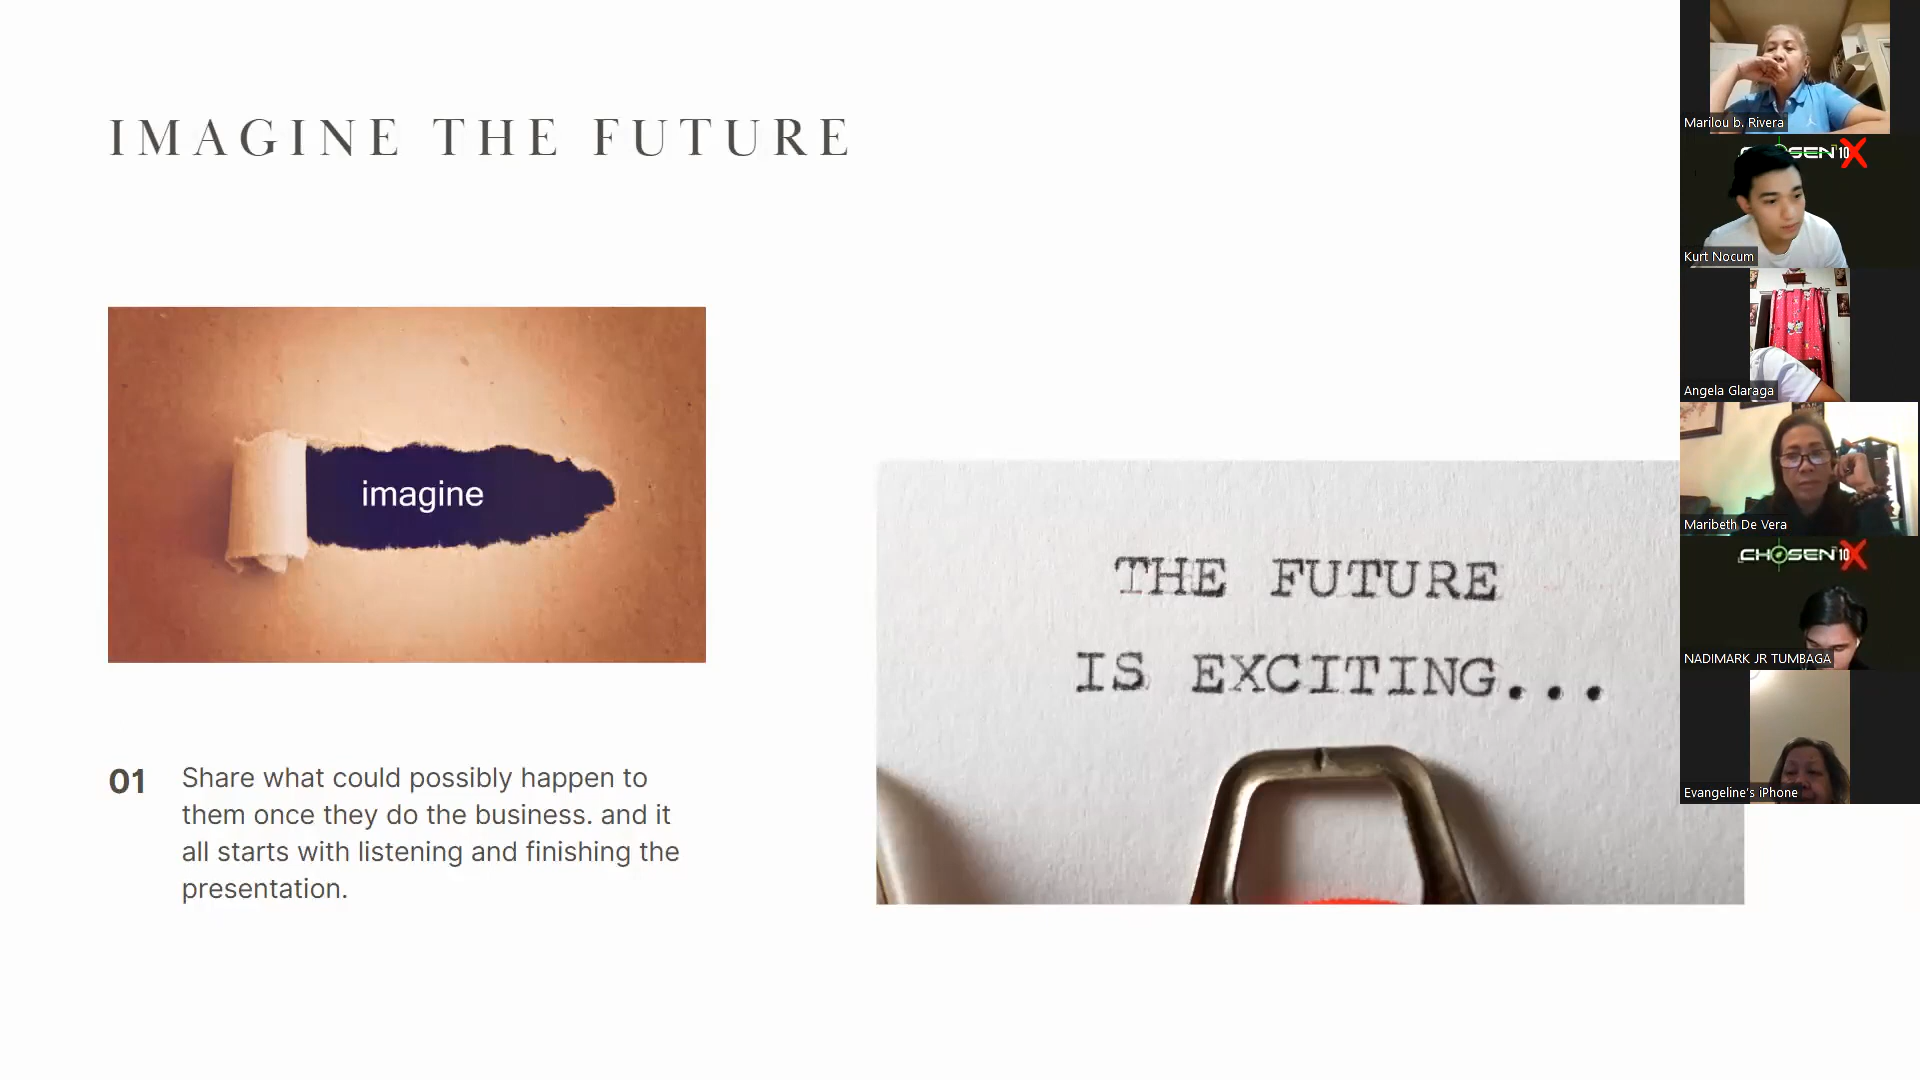 IMAGINE THE FUTURE
imagine
01
Share what could possibly happen to
them once they do the business. and it
all starts with listening and finishing the
presentation.
THE FUTURE
IS EXCITING...
Marilou b. Rivera
Kurt Nocum
Angela Glaraga
Maribeth De Vera
CHOSEN 10X
NADIMARK JR TUMBAGA
Evangeline's iPhone